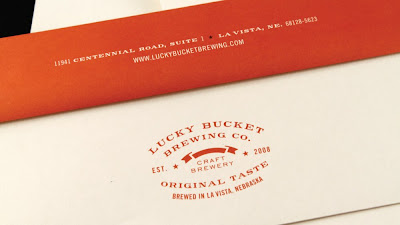 11941 CENTENNIAL ROAD, SUITE 1 ★ LA VISTA, NE. 68128-5623
WWW.LUCKYBUCKETBREWING.COM
LUCKY BUCKET
BREWING CO.
EST. ★ ★ 2008
CRAFT
BREWERY
ORIGINAL TASTE
BREWED IN LA VISTA, NEBRASKA